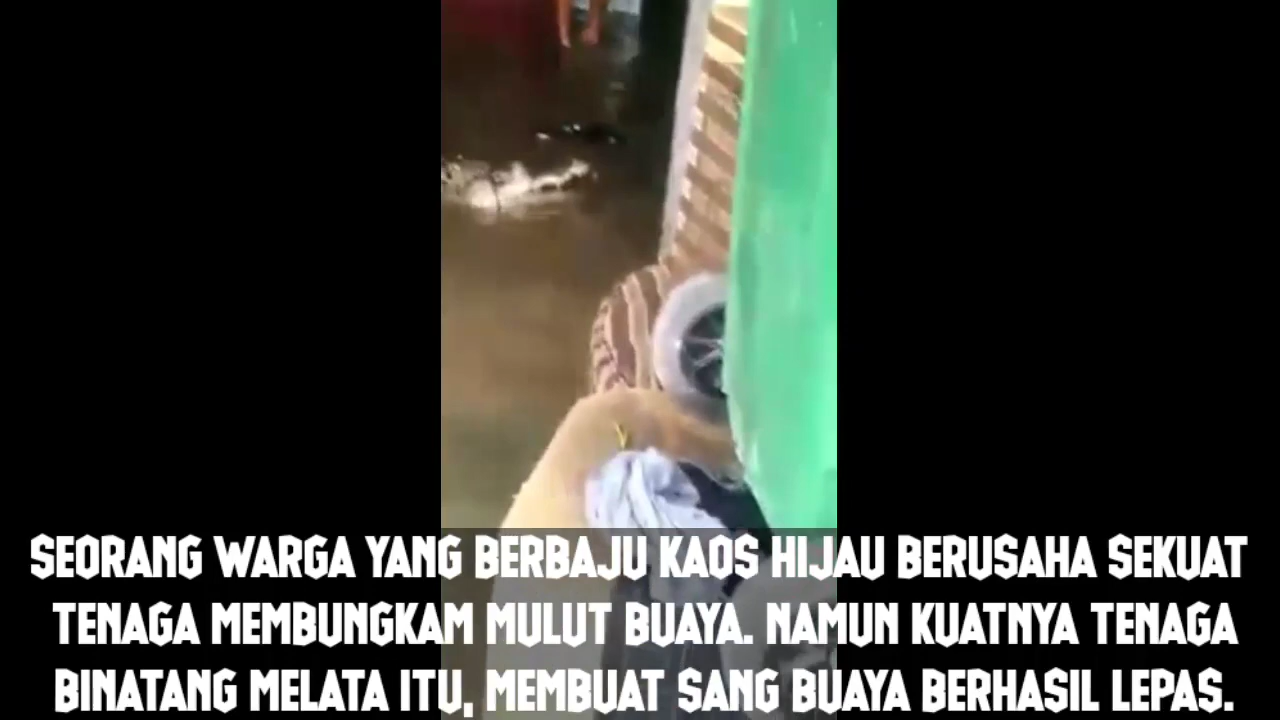 SEORANG WARGA YANG BERBAJU KAOS HIJAU BERUSAHA SEKUAT
TENAGA MEMBUNGKAM MULUT BUAYA. NAMUN KUATNYA TENAGA
BINATANG MELATA ITU, MEMBUAT SANG BUAYA BERHASIL LEPAS.